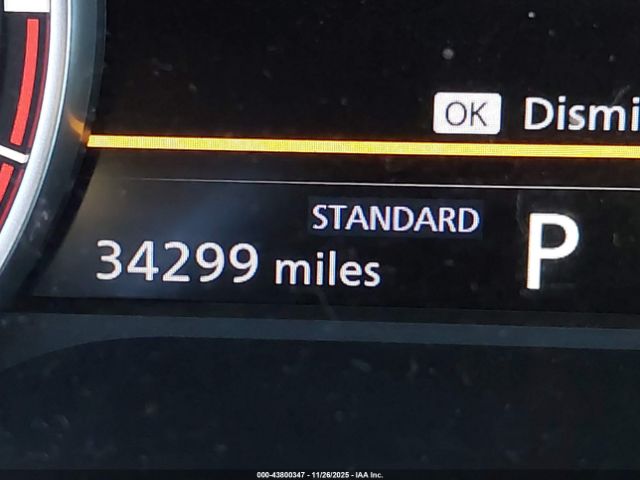 OK Dismi
STANDARD
34299 miles
P
000-43800347 - 11/26/2025 - IAA Inc.